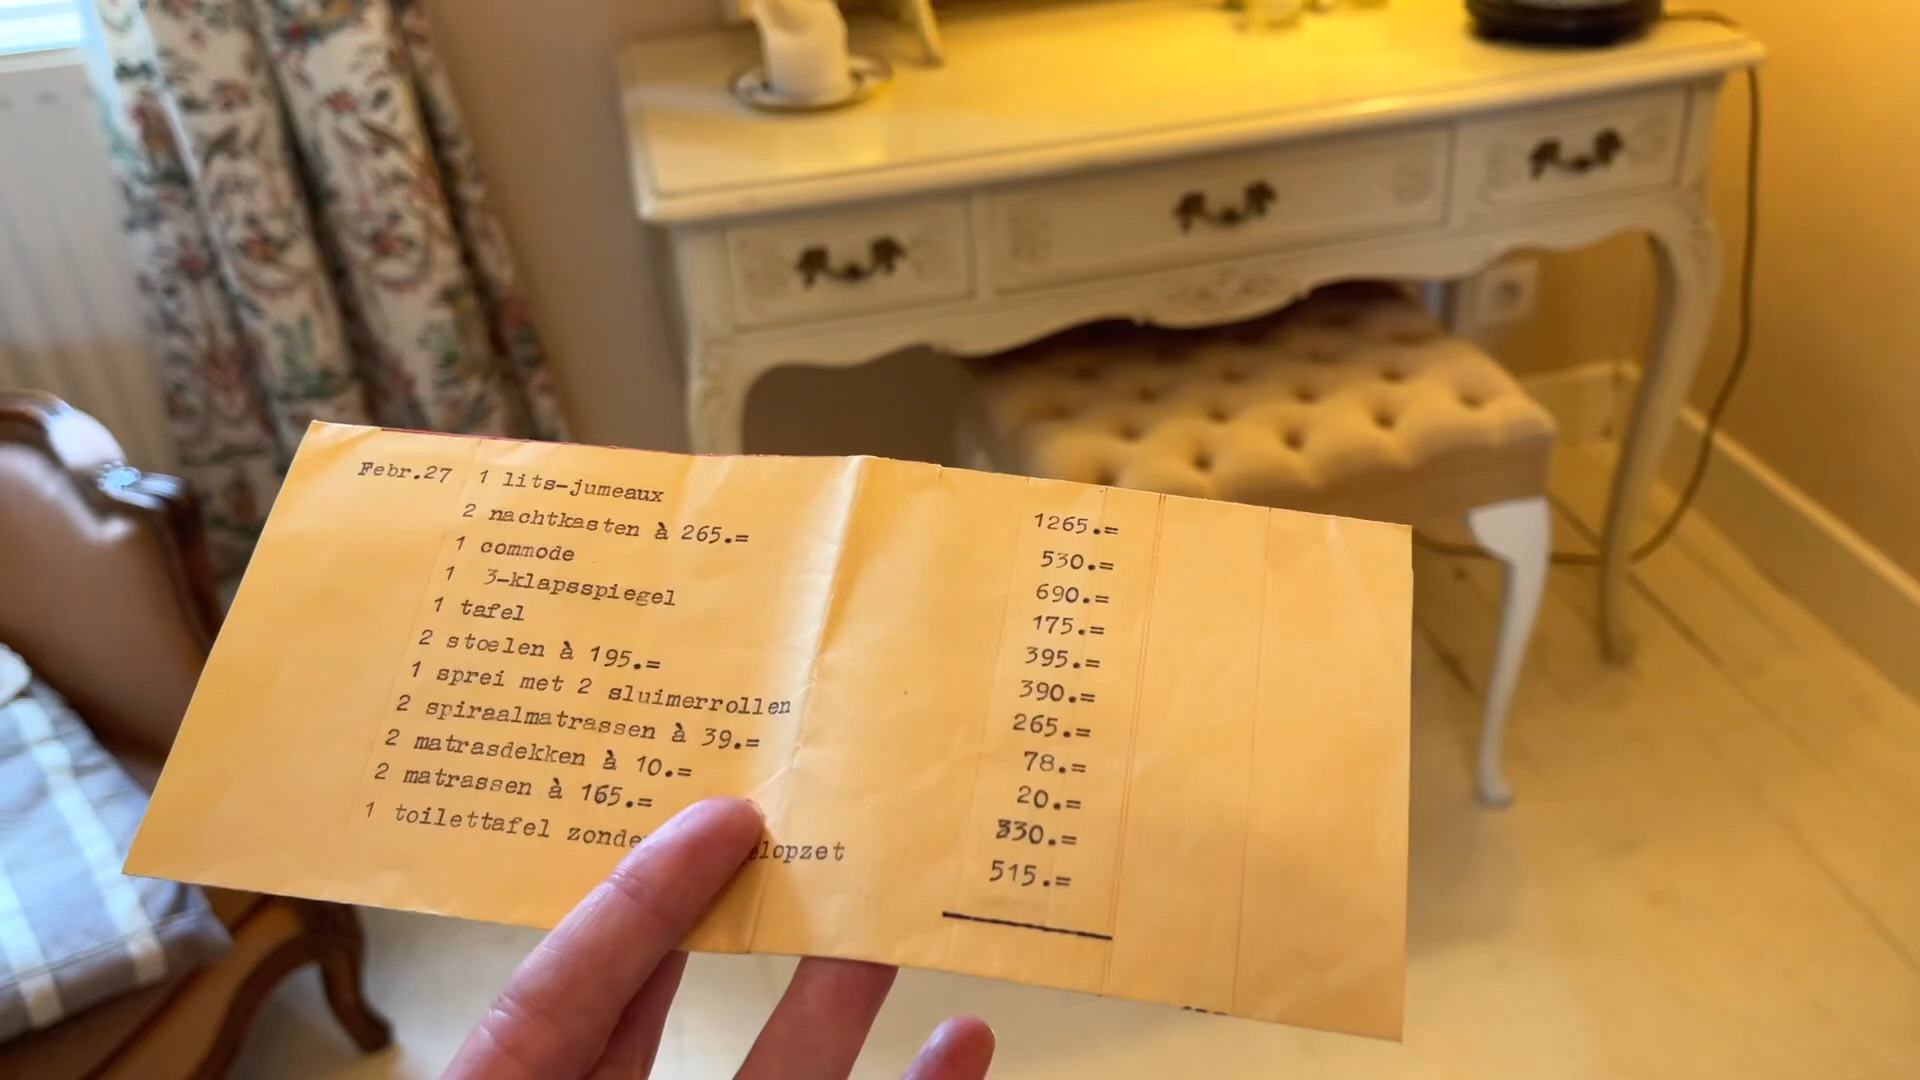 Febr.27 1 lits-jumeaux 1265.=
2 nachtkasten à 265.= 530.=
1 commode 690.=
1 3-klapsspiegel 175.=
1 tafel 395.=
2 stoelen à 195.= 390.=
1 sprei met 2 sluimerrollen 265.=
2 spiraalmatrassen à 39.= 78.=
2 matrasdekken à 10.= 20.=
2 matrassen à 165.= 330.=
1 toilettafel 515.=